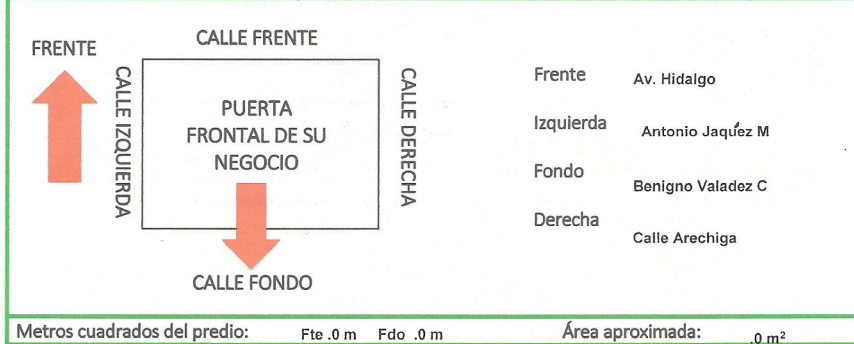 CALLE FRENTE
FRENTE
CALLE IZQUIERDA
PUERTA
FRONTAL DE SU
NEGOCIO
CALLE DERECHA
CALLE FONDO
Frente Av. Hidalgo
Izquierda Antonio Jaquéz M
Fondo Benigno Valadez C
Derecha Calle Arechiga
Metros cuadrados del predio: Fte .0 m Fdo .0 m Área aproximada: .0 m²